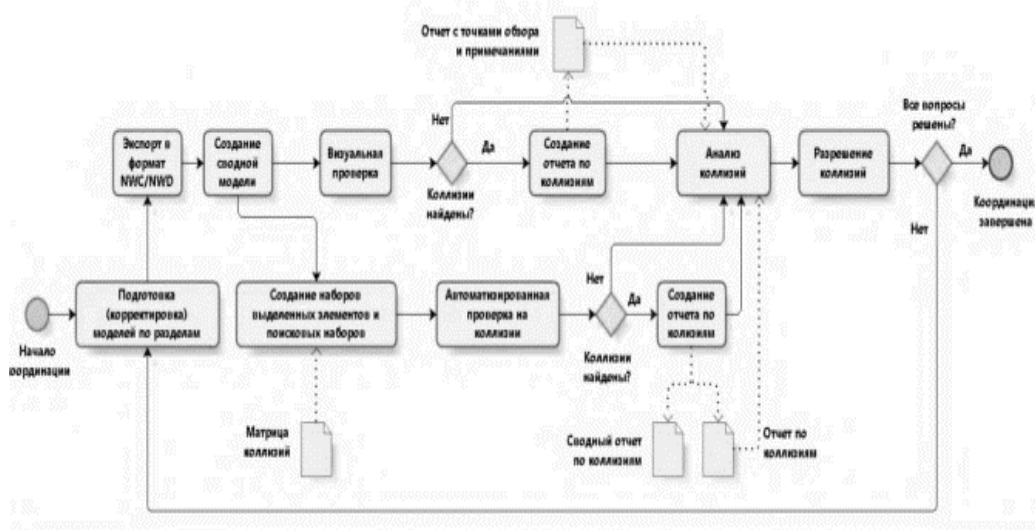 Отчет с точками обзора
и примечаниями
Все вопросы
решены?
Экспорт в
формат
NWC/NWD
Создание
сводной
модели
Визуальная
проверка
Нет
Да
Коллизии
найдены?
Создание
отчета по
коллизиям
Анализ
коллизий
Разрешение
коллизий
Да
Нет
Координаци
завершена
Начало
оординации
Подготовка
(корректировка)
моделей по разделам
Создание наборов
выделенных элементов и
поисковых наборов
Автоматизированная
проверка на
коллизии
Нет
Да
Коллизии
найдены?
Создание
отчета по
колизиям
Матрица
коллизий
Сводный отчет
по коллизиям
Отчет по
коллизиям